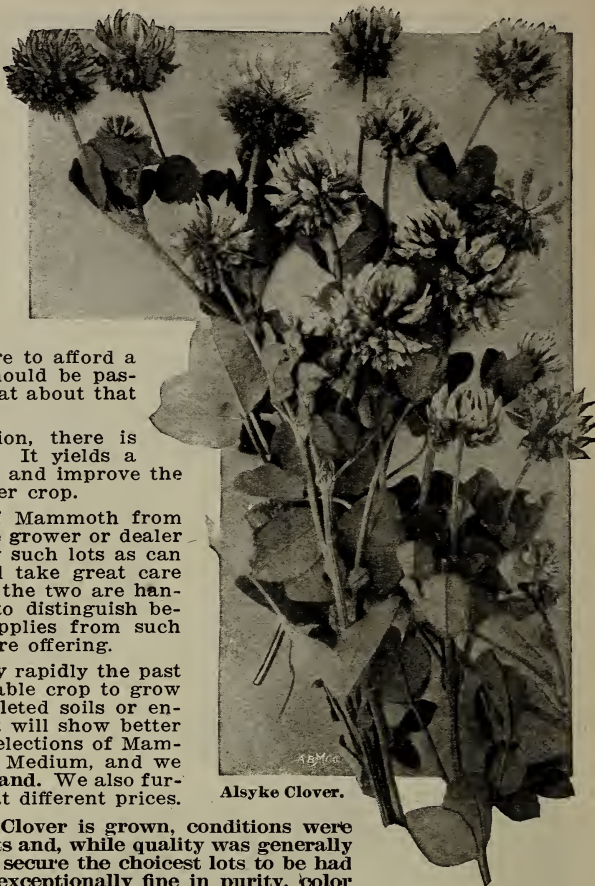 re to afford a
hould be pas-
at about that
ion, there is
It yields a
and improve the
er crop.
Mammoth from
grower or dealer
such lots as can
take great care
the two are han-
to distinguish be-
pplies from such
re offering.
y rapidly the past
able crop to grow
leted soils or en-
will show better
elections of Mam-
Medium, and we
and. We also fur-
t different prices.
Alsyke Clover.
Clover is grown, conditions were
ts and, while quality was generally
secure the choicest lots to be had
exceptionally fine in purity, color